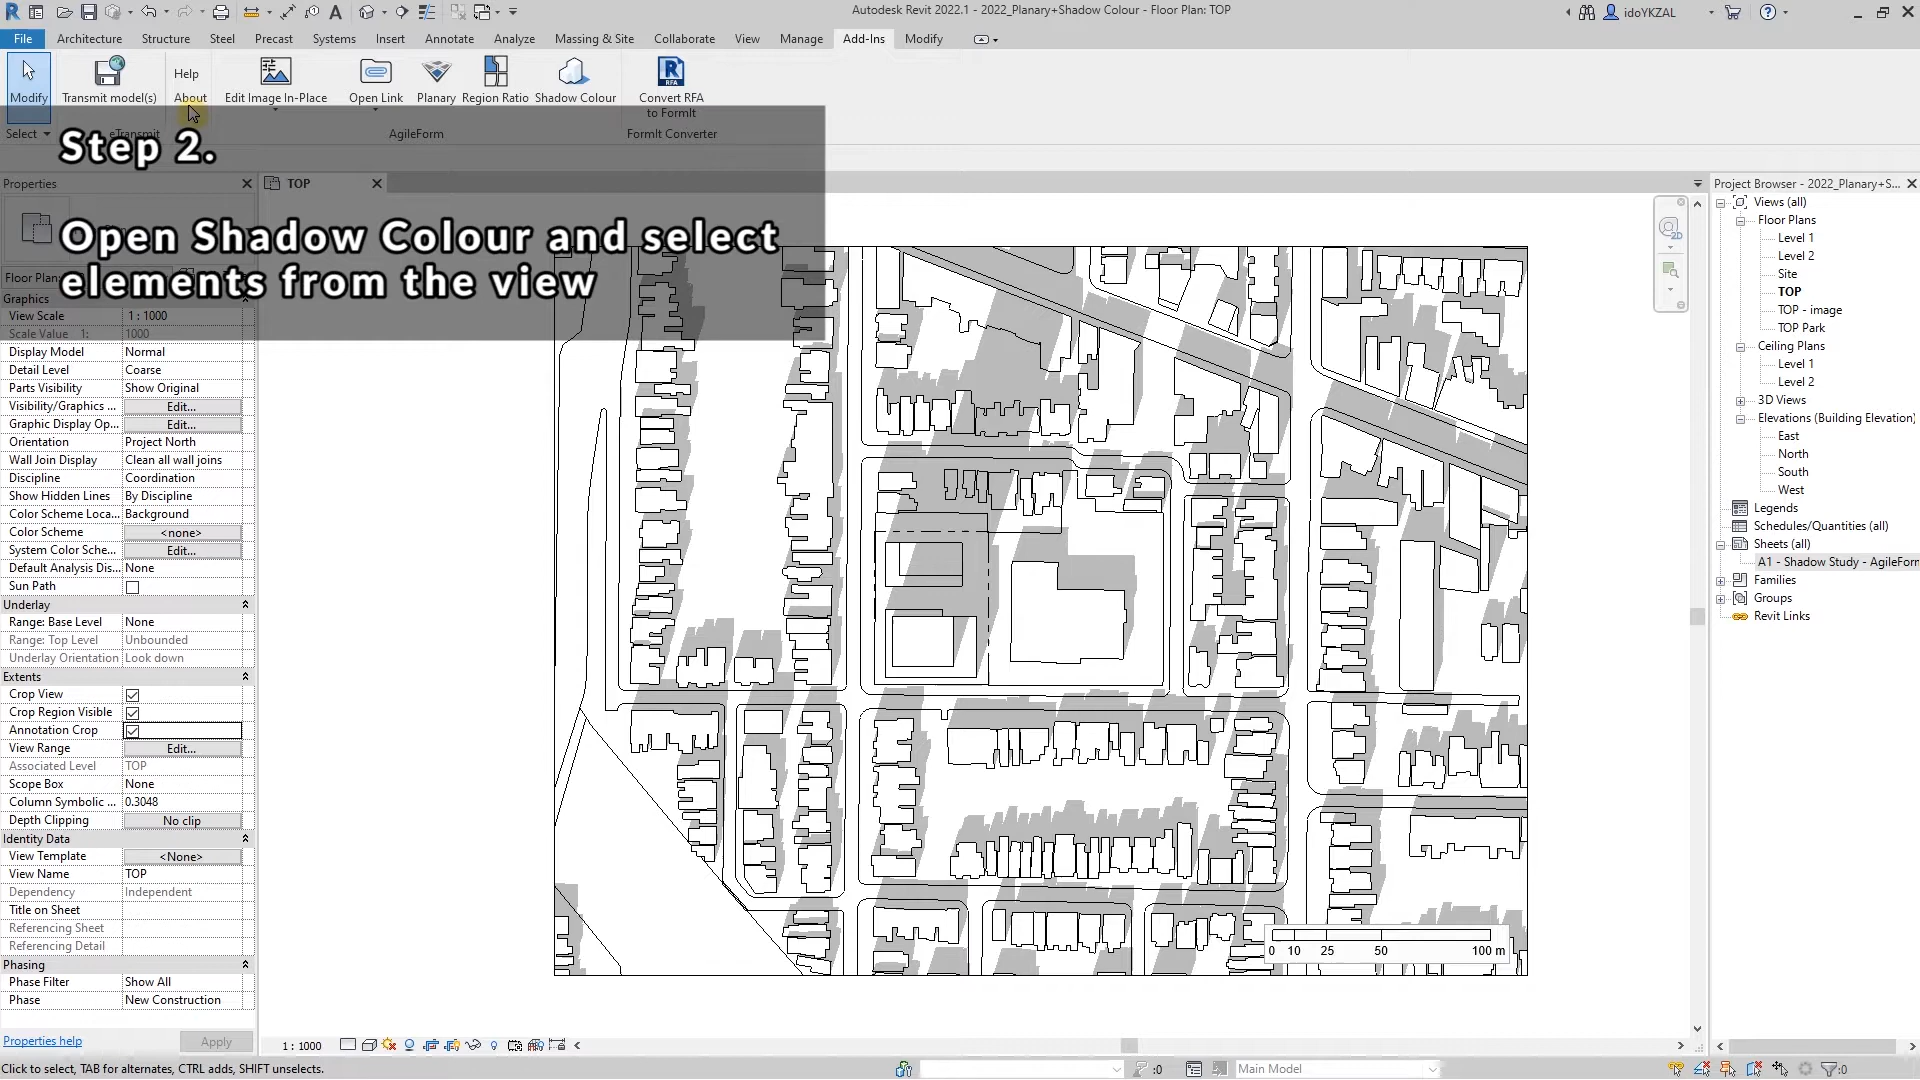 Autodesk Revit 2022.1 - 2022_Planary+Shadow Colour - Floor Plan: TOP
idoYKZAL
File Architecture Structure Steel Precast Systems Insert Annotate Analyze Massing & Site Collaborate View Manage Add-Ins Modify
Modify
Transmit model(s)
Help
About
Edit Image In-Place
Open Link
Planary
Region Ratio
Shadow Colour
Convert RFA
to FormIt
Select
eTransmit
AgileForm
FormIt Converter
Step 2.
Open Shadow Colour and select
elements from the view
Properties
TOP
Floor Plan:
Graphics
View Scale 1 : 1000
Scale Value 1: 1000
Display Model Normal
Detail Level Coarse
Parts Visibility Show Original
Visibility/Graphics ... Edit...
Graphic Display Op... Edit...
Orientation Project North
Wall Join Display Clean all wall joins
Discipline Coordination
Show Hidden Lines By Discipline
Color Scheme Loca... Background
Color Scheme <none>
System Color Sche... Edit...
Default Analysis Dis... None
Sun Path
Underlay
Range: Base Level None
Range: Top Level Unbounded
Underlay Orientation Look down
Extents
Crop View
Crop Region Visible
Annotation Crop
View Range Edit...
Associated Level TOP
Scope Box None
Column Symbolic ... 0.3048
Depth Clipping No clip
Identity Data
View Template <None>
View Name TOP
Dependency Independent
Title on Sheet
Referencing Sheet
Referencing Detail
Phasing
Phase Filter Show All
Phase New Construction
Properties help Apply
2D
0 10 25 50 100 m
Project Browser - 2022_Planary+S...
Views (all)
Floor Plans
Level 1
Level 2
Site
TOP
TOP - image
TOP Park
Ceiling Plans
Level 1
Level 2
3D Views
Elevations (Building Elevation)
East
North
South
West
Legends
Schedules/Quantities (all)
Sheets (all)
A1 - Shadow Study - AgileForm
Families
Groups
Revit Links
1 : 1000
Click to select, TAB for alternates, CTRL adds, SHIFT unselects.
:0
Main Model
:0